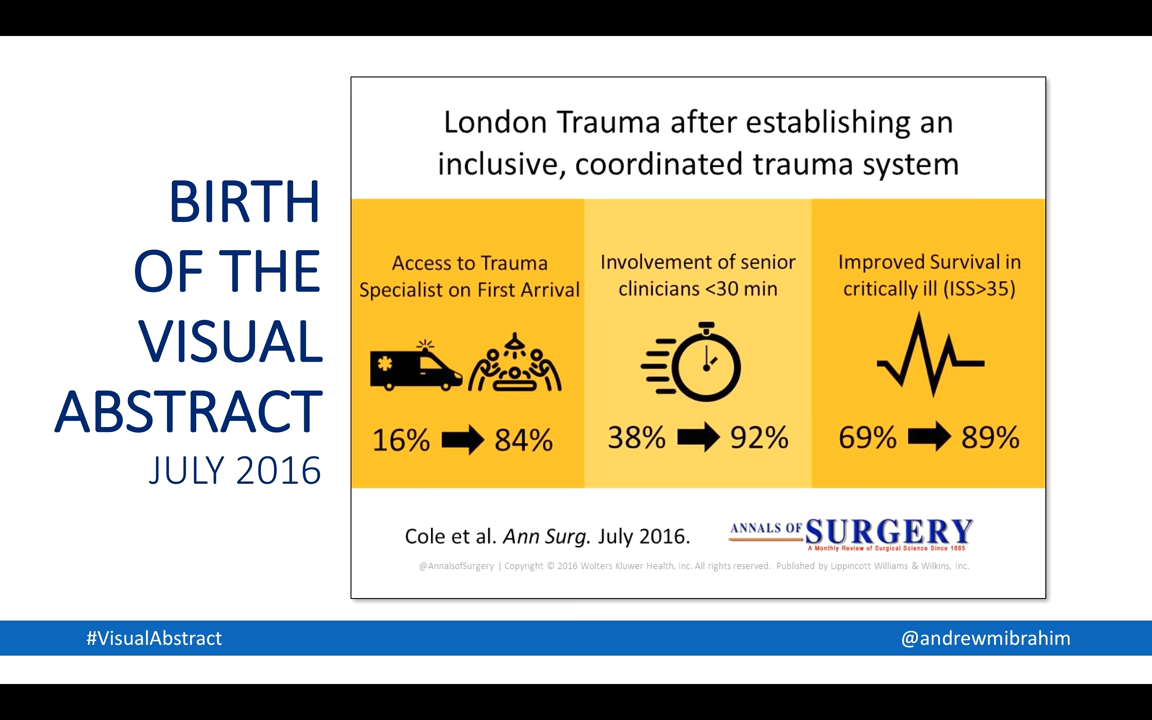 BIRTH
OF THE
VISUAL
ABSTRACT
JULY 2016
London Trauma after establishing an
inclusive, coordinated trauma system
Access to Trauma
Specialist on First Arrival
16% 84%
Involvement of senior
clinicians <30 min
38% 92%
Improved Survival in
critically ill (ISS>35)
69% 89%
Cole et al. Ann Surg. July 2016.
ANNALS OF SURGERY
A Monthly Review of Surgical Science Since 1885
@AnnalsofSurgery | Copyright © 2016 Wolters Kluwer Health, Inc. All rights reserved. Published by Lippincott Williams & Wilkins, Inc.
#VisualAbstract
@andrewmibrahim